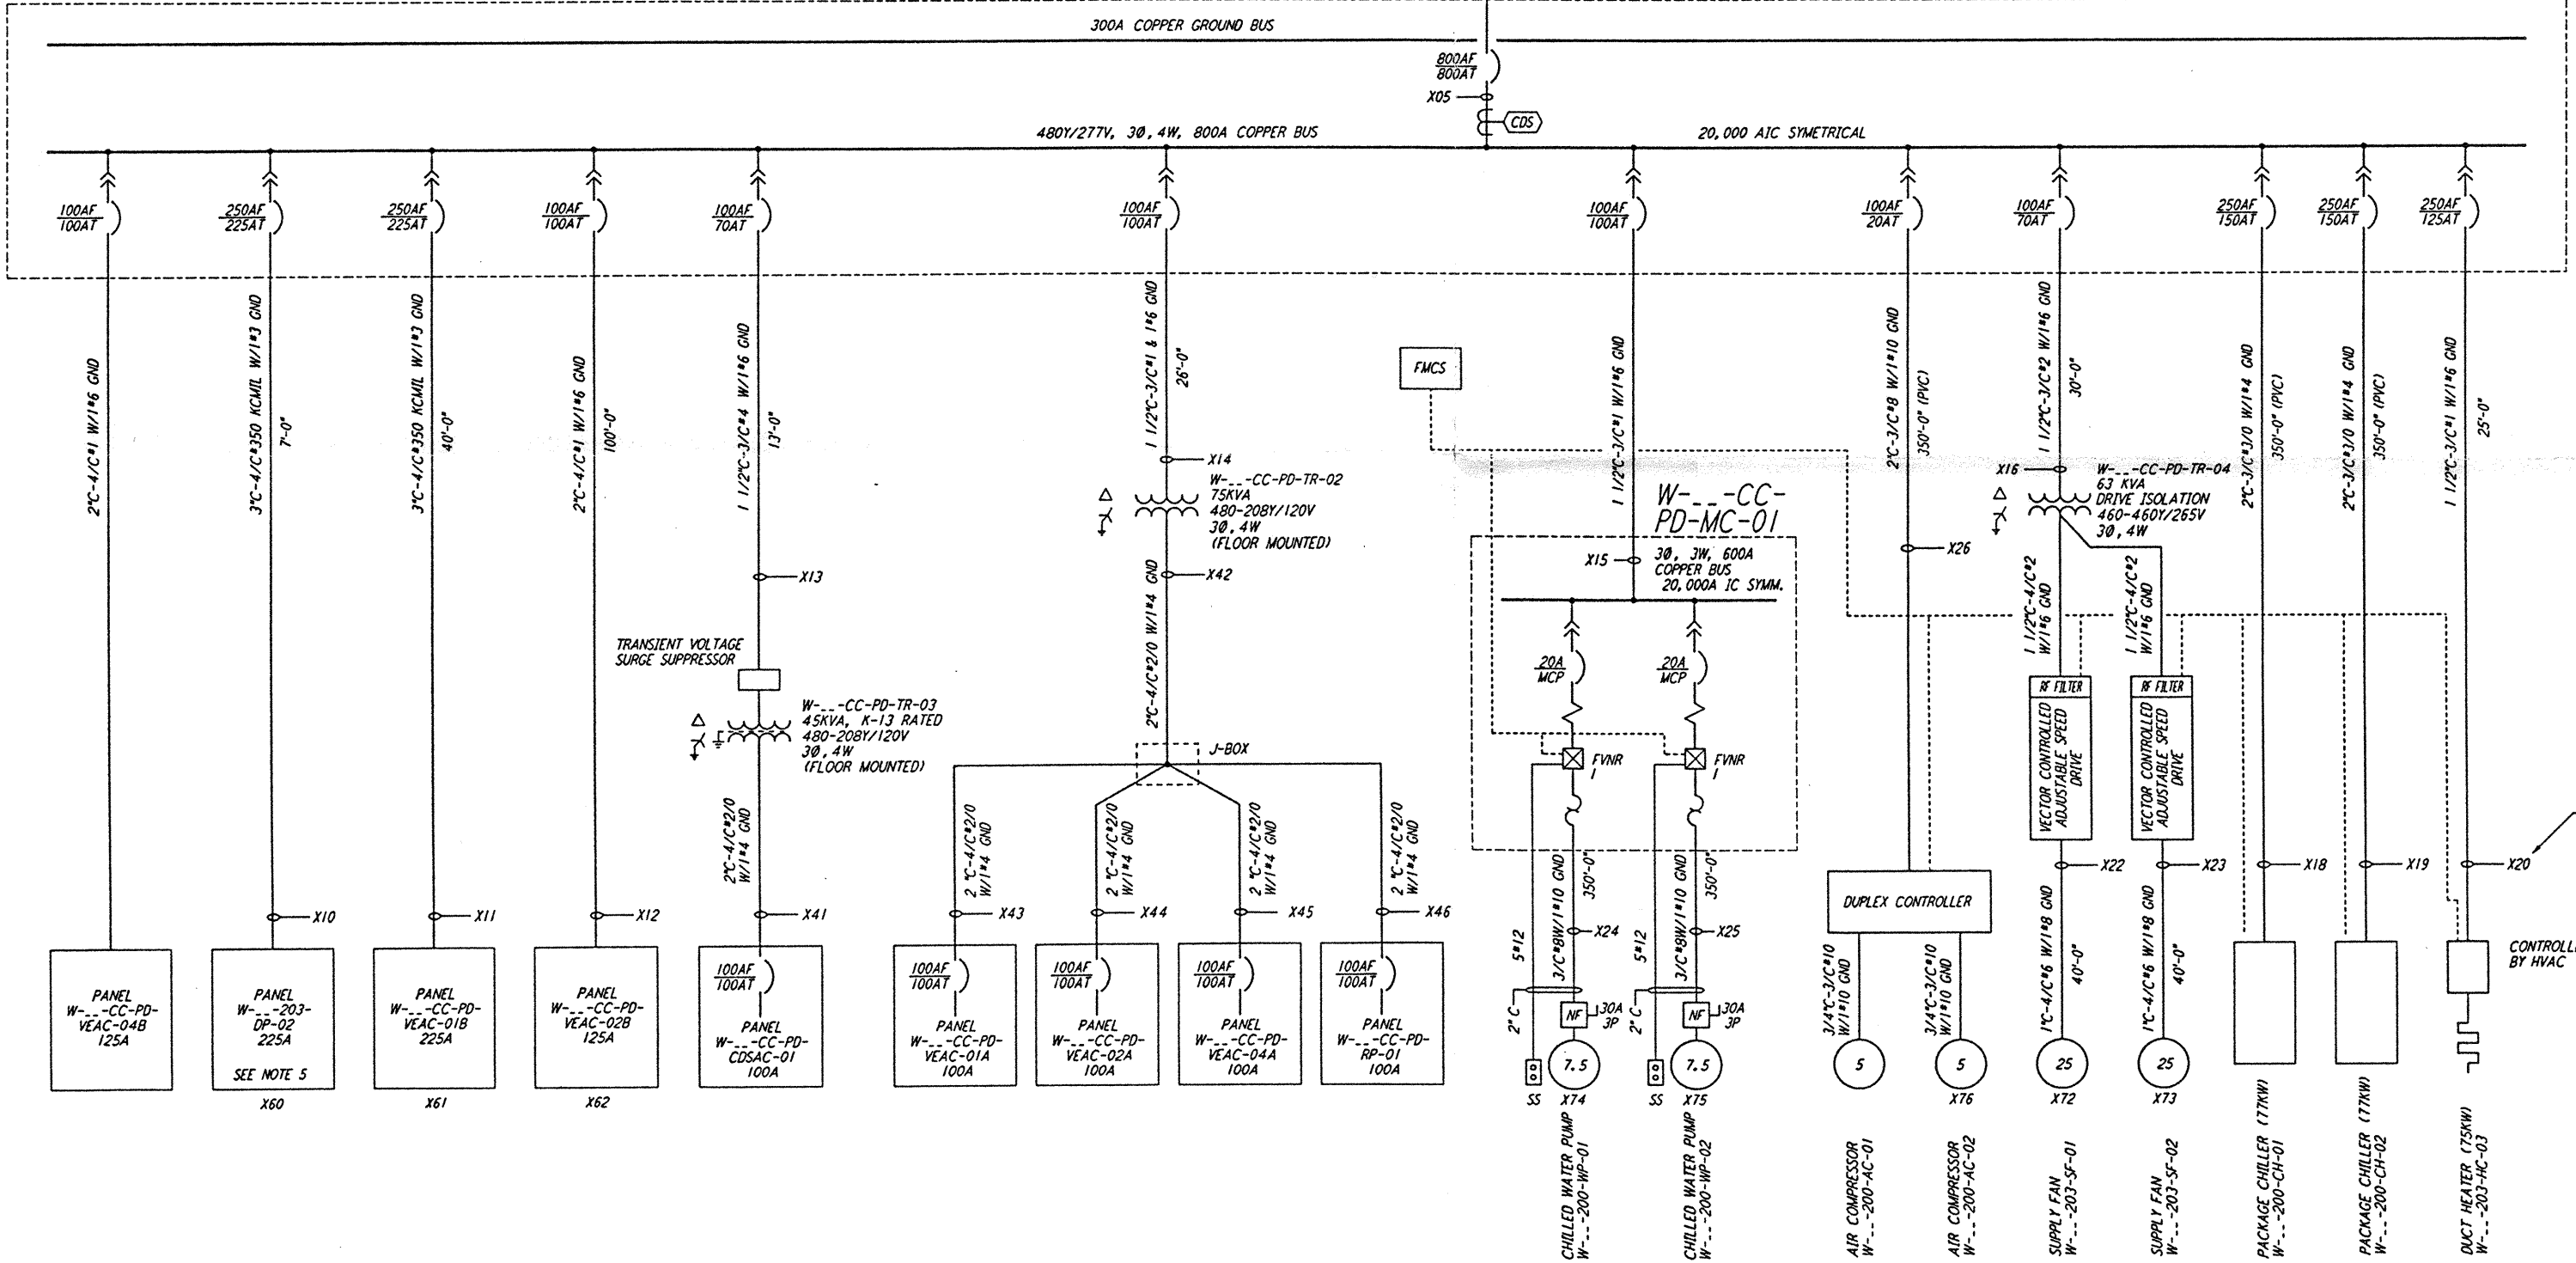 300A COPPER GROUND BUS
800AF
800AT
X05
CDS
480Y/277V, 3Ø, 4W, 800A COPPER BUS
20,000 AIC SYMETRICAL
100AF
100AT
250AF
225AT
250AF
225AT
100AF
100AT
100AF
70AT
100AF
100AT
100AF
100AT
100AF
20AT
100AF
70AT
250AF
150AT
250AF
150AT
250AF
125AT
2"C-4/C#1 W/1#6 GND
3"C-4/C#350 KCMIL W/1#3 GND
7'-0"
3"C-4/C#350 KCMIL W/1#3 GND
40'-0"
2"C-4/C#1 W/1#6 GND
100'-0"
1 1/2"C-3/C#4 W/1#6 GND
13'-0"
1 1/2"C-3/C#1 & 1#6 GND
26'-0"
1 1/2"C-3/C#1 W/1#6 GND
2"C-3/C#8 W/1#10 GND
350'-0" (PVC)
1 1/2"C-3/C#2 W/1#6 GND
30'-0"
2"C-3/C#3/0 W/1#4 GND
350'-0" (PVC)
2"C-3/C#3/0 W/1#4 GND
350'-0" (PVC)
1 1/2"C-3/C#1 W/1#6 GND
25'-0"
FMCS
X13
TRANSIENT VOLTAGE
SURGE SUPPRESSOR
W-__-CC-PD-TR-03
45KVA, K-13 RATED
480-208Y/120V
3Ø, 4W
(FLOOR MOUNTED)
2"C-4/C#2/0
W/1#4 GND
X14
W-__-CC-PD-TR-02
75KVA
480-208Y/120V
3Ø, 4W
(FLOOR MOUNTED)
X42
2"C-4/C#2/0 W/1#4 GND
J-BOX
2 "C-4/C#2/0
W/1#4 GND
2 "C-4/C#2/0
W/1#4 GND
2 "C-4/C#2/0
W/1#4 GND
2 "C-4/C#2/0
W/1#4 GND
W-__-CC-
PD-MC-01
X15
3Ø, 3W, 600A
COPPER BUS
20,000A IC SYMM.
20A
MCP
20A
MCP
FVNR
1
FVNR
1
5#12
3/C#8W/1#10 GND
350'-0"
5#12
3/C#8W/1#10 GND
350'-0"
X24
X25
2" C
2" C
NF
30A
3P
NF
30A
3P
7.5
7.5
SS
X74
SS
X75
CHILLED WATER PUMP
W-__-200-WP-01
CHILLED WATER PUMP
W-__-200-WP-02
X26
DUPLEX CONTROLLER
3/4"C-3/C#10
W/1#10 GND
3/4"C-3/C#10
W/1#10 GND
5
5
X76
AIR COMPRESSOR
W-__-200-AC-01
AIR COMPRESSOR
W-__-200-AC-02
X16
W-__-CC-PD-TR-04
63 KVA
DRIVE ISOLATION
460-460Y/265V
3Ø, 4W
1 1/2"C-4/C#2
W/1#6 GND
1 1/2"C-4/C#2
W/1#6 GND
RF FILTER
VECTOR CONTROLLED
ADJUSTABLE SPEED
DRIVE
RF FILTER
VECTOR CONTROLLED
ADJUSTABLE SPEED
DRIVE
X22
X23
1"C-4/C#6 W/1#8 GND
40'-0"
1"C-4/C#6 W/1#8 GND
40'-0"
25
25
X72
X73
SUPPLY FAN
W-__-203-SF-01
SUPPLY FAN
W-__-203-SF-02
X18
X19
X20
CONTROLLE
BY HVAC
PACKAGE CHILLER (77KW)
W-__-200-CH-01
PACKAGE CHILLER (77KW)
W-__-200-CH-02
DUCT HEATER (75KW)
W-__-203-HC-03
X10
X11
X12
X41
X43
X44
X45
X46
PANEL
W-__-CC-PD-
VEAC-04B
125A
PANEL
W-__-203-
DP-02
225A
SEE NOTE 5
X60
PANEL
W-__-CC-PD-
VEAC-01B
225A
X61
PANEL
W-__-CC-PD-
VEAC-02B
125A
X62
100AF
100AT
PANEL
W-__-CC-PD-
CDSAC-01
100A
100AF
100AT
PANEL
W-__-CC-PD-
VEAC-01A
100A
100AF
100AT
PANEL
W-__-CC-PD-
VEAC-02A
100A
100AF
100AT
PANEL
W-__-CC-PD-
VEAC-04A
100A
100AF
100AT
PANEL
W-__-CC-PD-
RP-01
100A